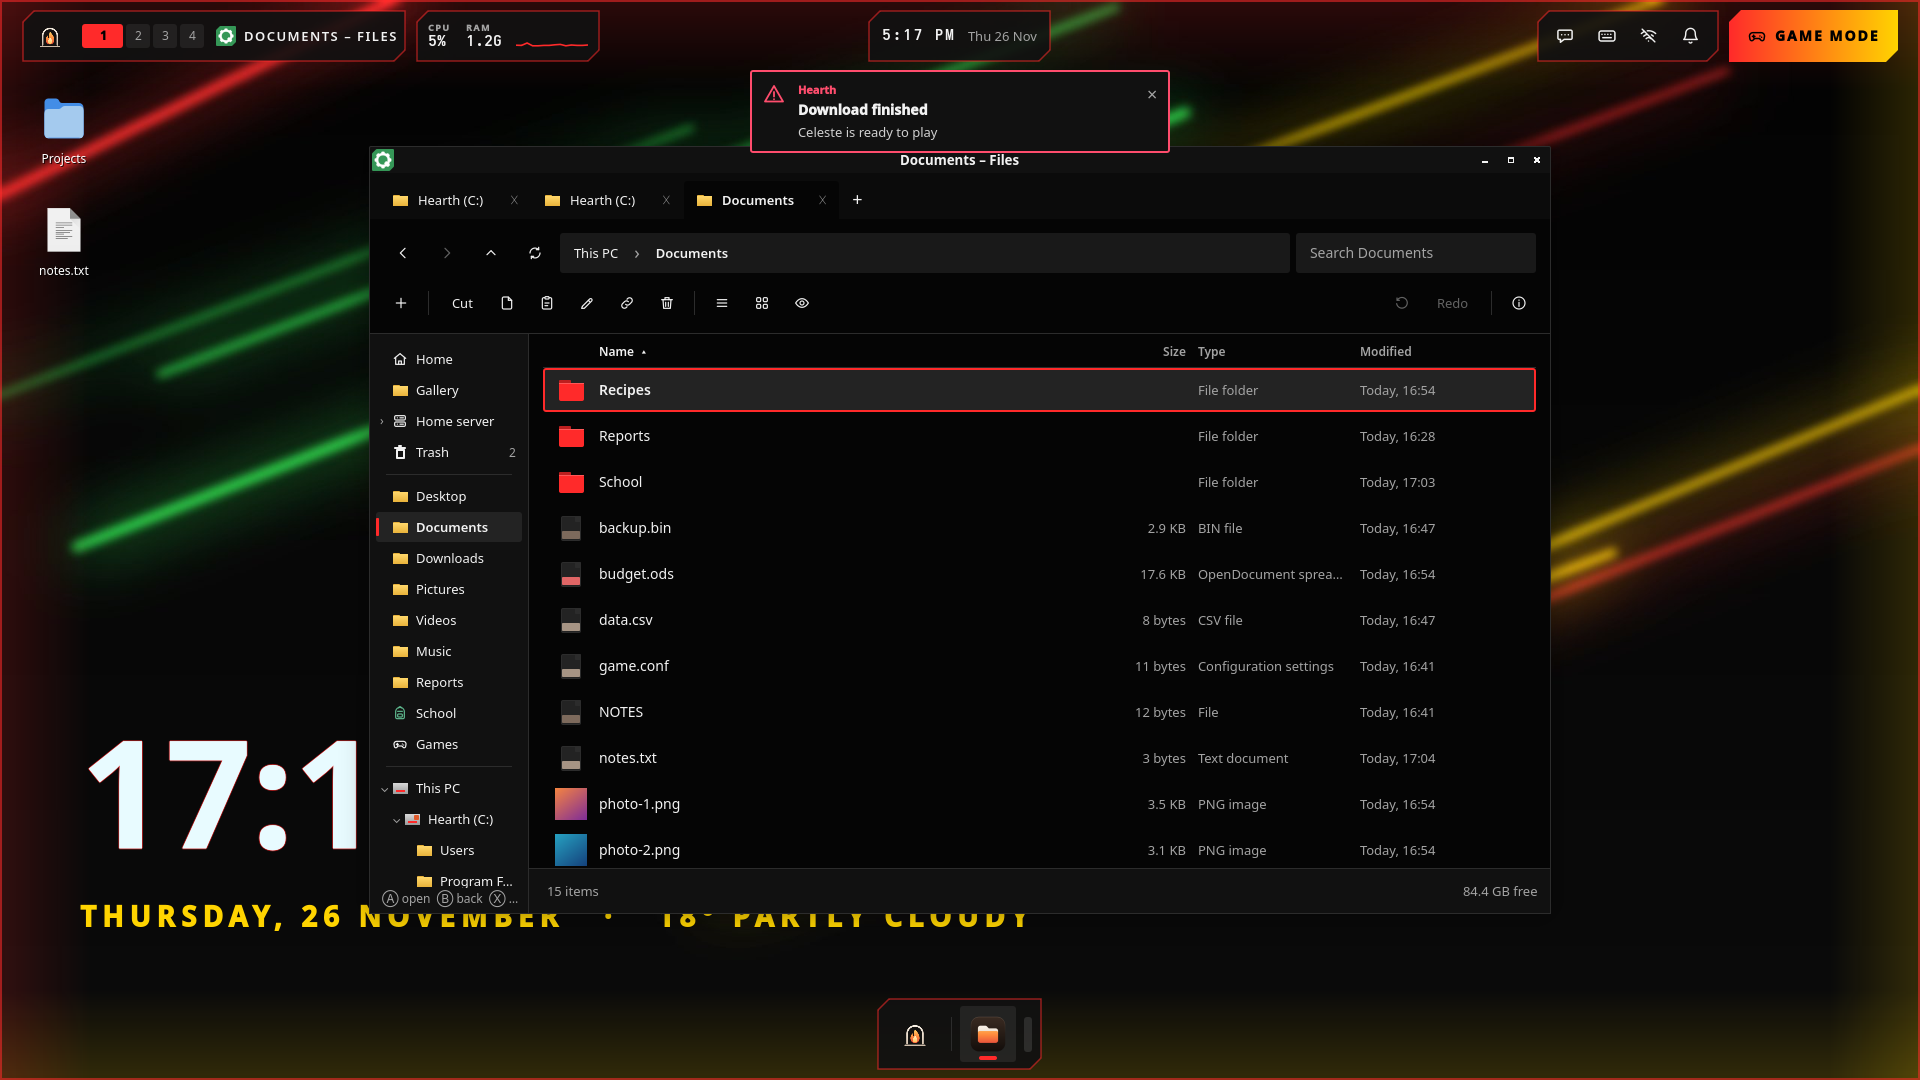 1 2 3 4 DOCUMENTS – FILES
CPU 5% RAM 1.2G
5:17 PM Thu 26 Nov
GAME MODE
Projects
notes.txt
Hearth
Download finished
Celeste is ready to play
Documents – Files
Hearth (C:) X Hearth (C:) X Documents X +
This PC › Documents
Search Documents
Cut
Redo
Home
Gallery
Home server
Trash 2
Desktop
Documents
Downloads
Pictures
Videos
Music
Reports
School
Games
This PC
Hearth (C:)
Users
Program F...
A open B back X ...
Name Size Type Modified
Recipes File folder Today, 16:54
Reports File folder Today, 16:28
School File folder Today, 17:03
backup.bin 2.9 KB BIN file Today, 16:47
budget.ods 17.6 KB OpenDocument sprea... Today, 16:54
data.csv 8 bytes CSV file Today, 16:47
game.conf 11 bytes Configuration settings Today, 16:41
NOTES 12 bytes File Today, 16:41
notes.txt 3 bytes Text document Today, 17:04
photo-1.png 3.5 KB PNG image Today, 16:54
photo-2.png 3.1 KB PNG image Today, 16:54
15 items 84.4 GB free
17:1
THURSDAY, 26 NOVEMBER · 18° PARTLY CLOUDY